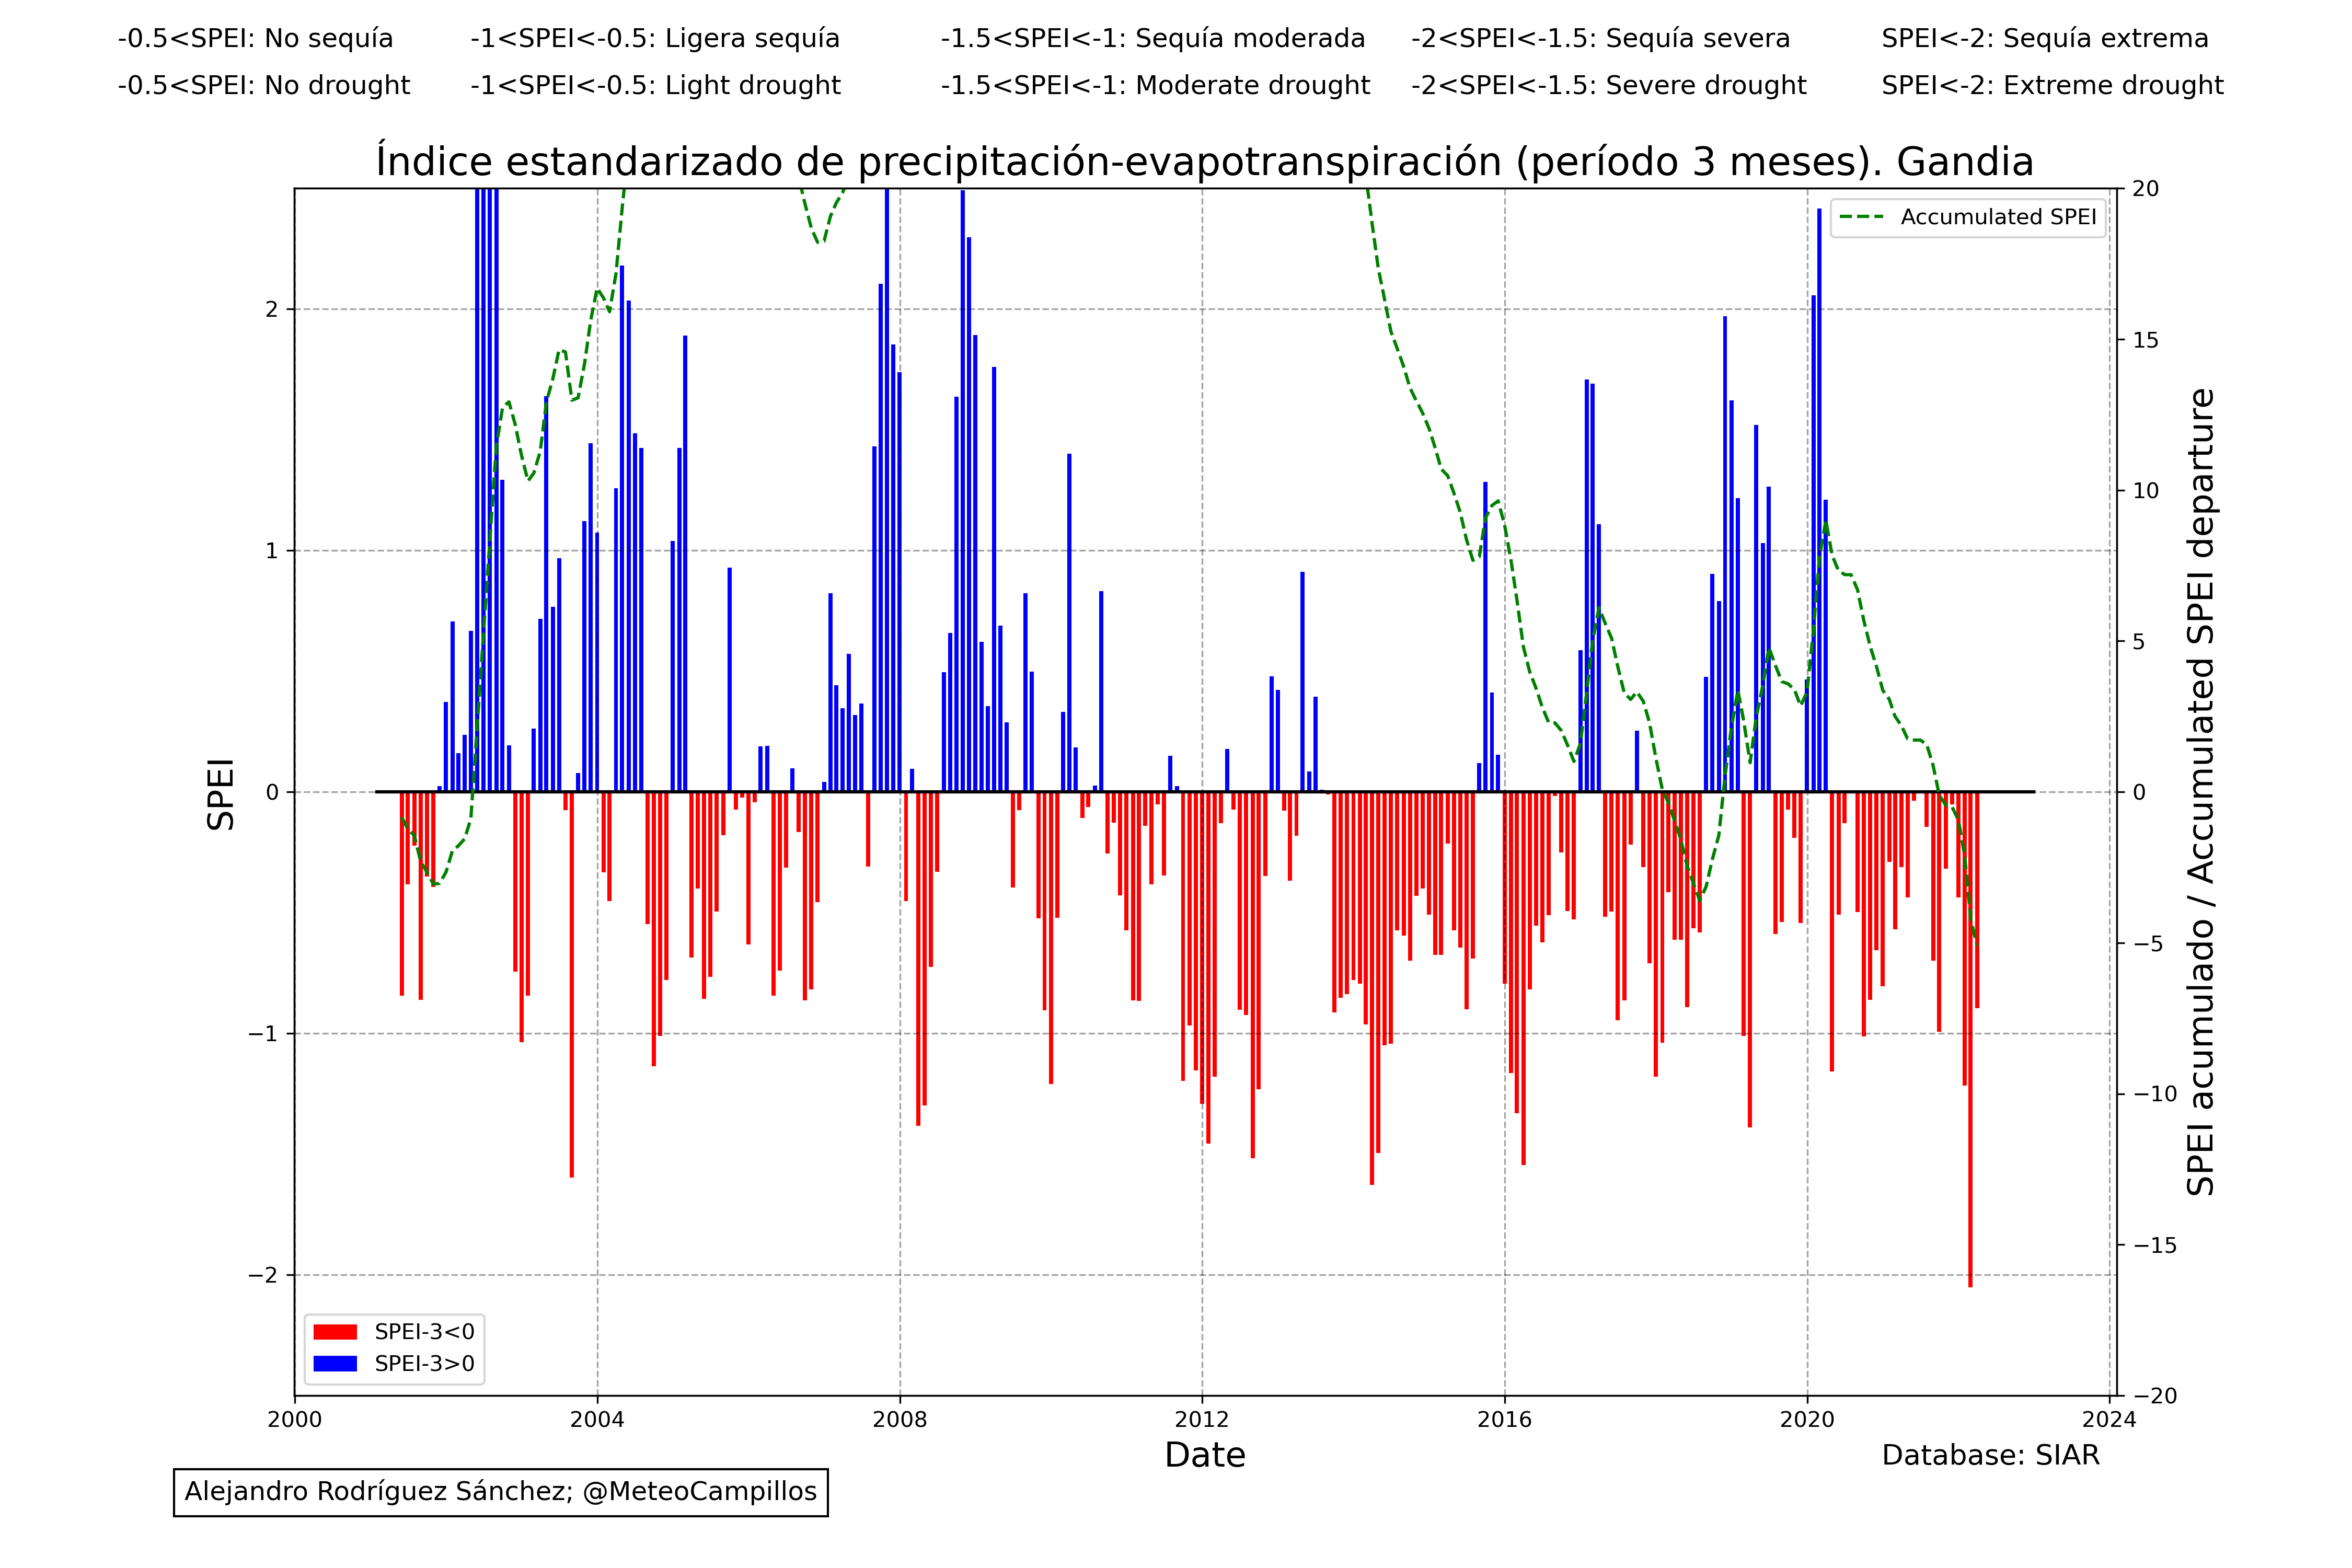 -0.5<SPEI: No sequía -1<SPEI<-0.5: Ligera sequía -1.5<SPEI<-1: Sequía moderada -2<SPEI<-1.5: Sequía severa SPEI<-2: Sequía extrema
-0.5<SPEI: No drought -1<SPEI<-0.5: Light drought -1.5<SPEI<-1: Moderate drought -2<SPEI<-1.5: Severe drought SPEI<-2: Extreme drought
Índice estandarizado de precipitación-evapotranspiración (período 3 meses). Gandia
Accumulated SPEI
SPEI
2
1
0
−1
−2
20
15
10
5
0
−5
−10
−15
−20
SPEI acumulado / Accumulated SPEI departure
SPEI-3<0
SPEI-3>0
2000 2004 2008 2012 2016 2020 2024
Date
Database: SIAR
Alejandro Rodríguez Sánchez; @MeteoCampillos